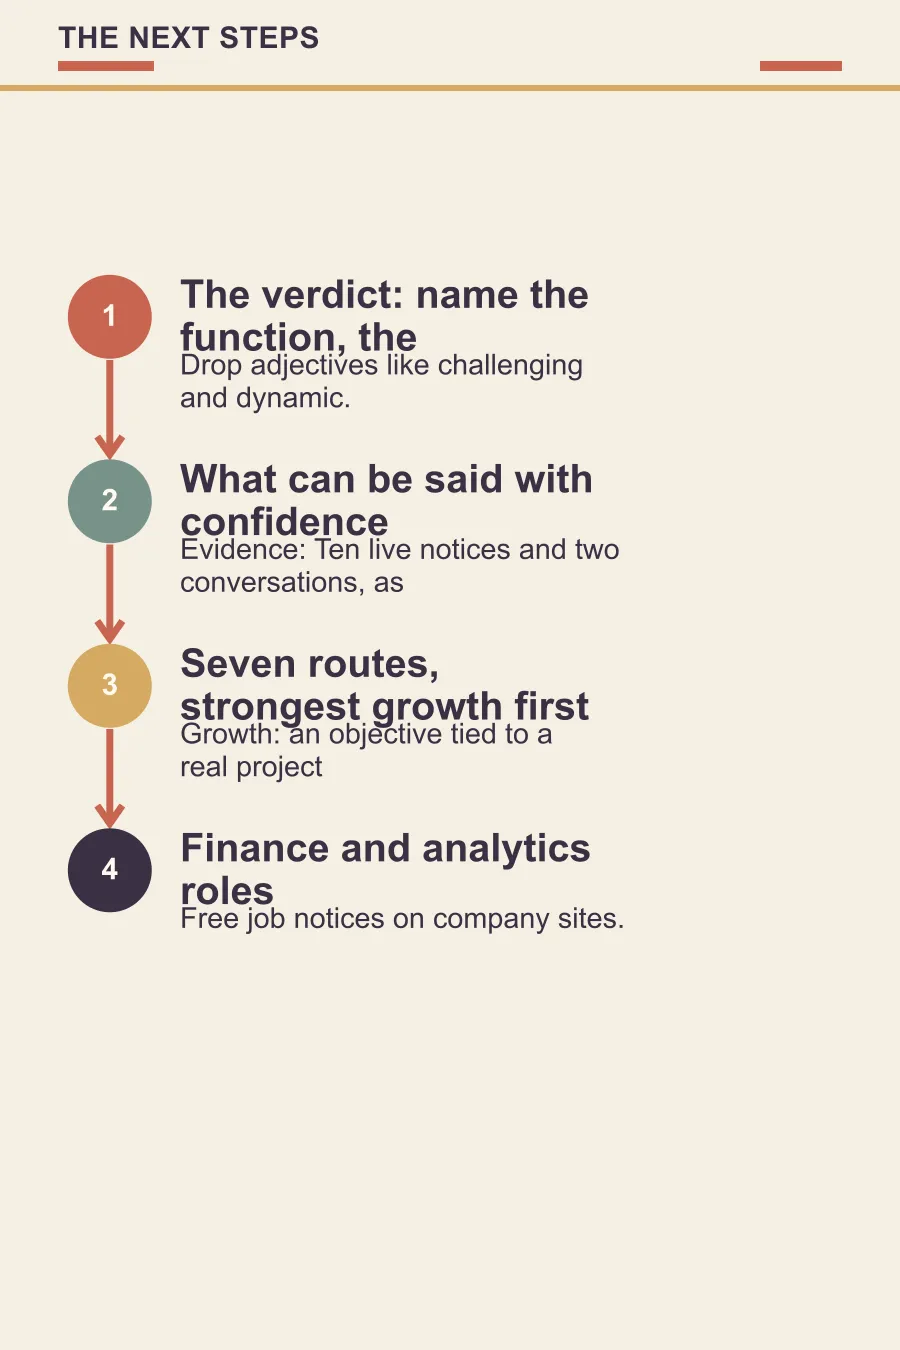 THE NEXT STEPS
1
The verdict: name the
function, the
Drop adjectives like challenging
and dynamic.
2
What can be said with
confidence
Evidence: Ten live notices and two
conversations, as
3
Seven routes,
strongest growth first
Growth: an objective tied to a
real project
4
Finance and analytics
roles
Free job notices on company sites.